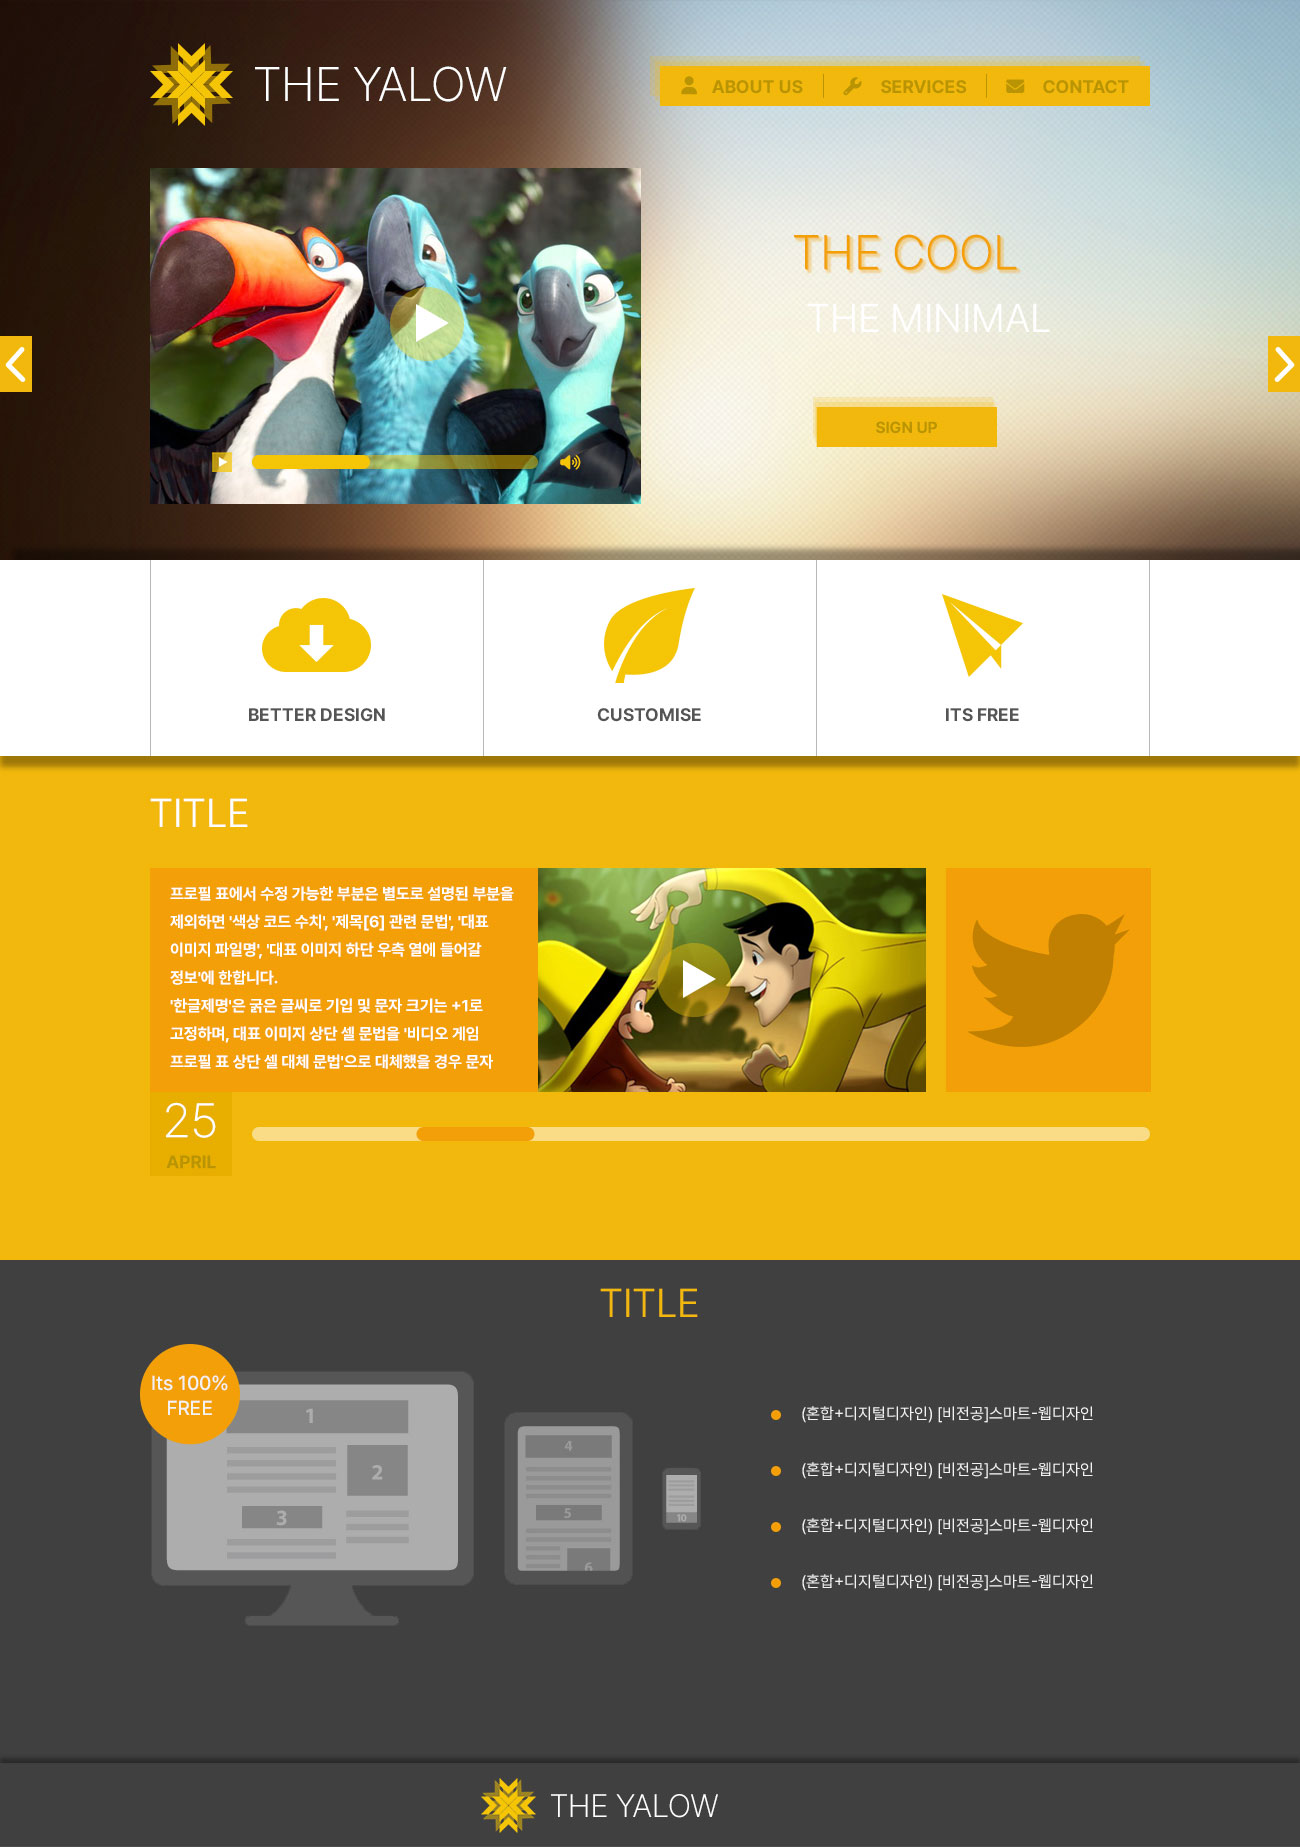 THE YALOW
ABOUT US
SERVICES
CONTACT
THE COOL
THE MINIMAL
SIGN UP
BETTER DESIGN
CUSTOMISE
ITS FREE
TITLE
프로필 표에서 수정 가능한 부분은 별도로 설명된 부분을
제외하면 '색상 코드 수치', '제목[6] 관련 문법', '대표
이미지 파일명', '대표 이미지 하단 우측 열에 들어갈
정보'에 한합니다.
'한글제명'은 굵은 글씨로 기입 및 문자 크기는 +1로
고정하며, 대표 이미지 상단 셀 문법을 '비디오 게임
프로필 표 상단 셀 대체 문법'으로 대체했을 경우 문자
25
APRIL
TITLE
Its 100%
FREE
1
2
3
4
5
6
10
(혼합+디지털디자인) [비전공]스마트-웹디자인
(혼합+디지털디자인) [비전공]스마트-웹디자인
(혼합+디지털디자인) [비전공]스마트-웹디자인
(혼합+디지털디자인) [비전공]스마트-웹디자인
THE YALOW